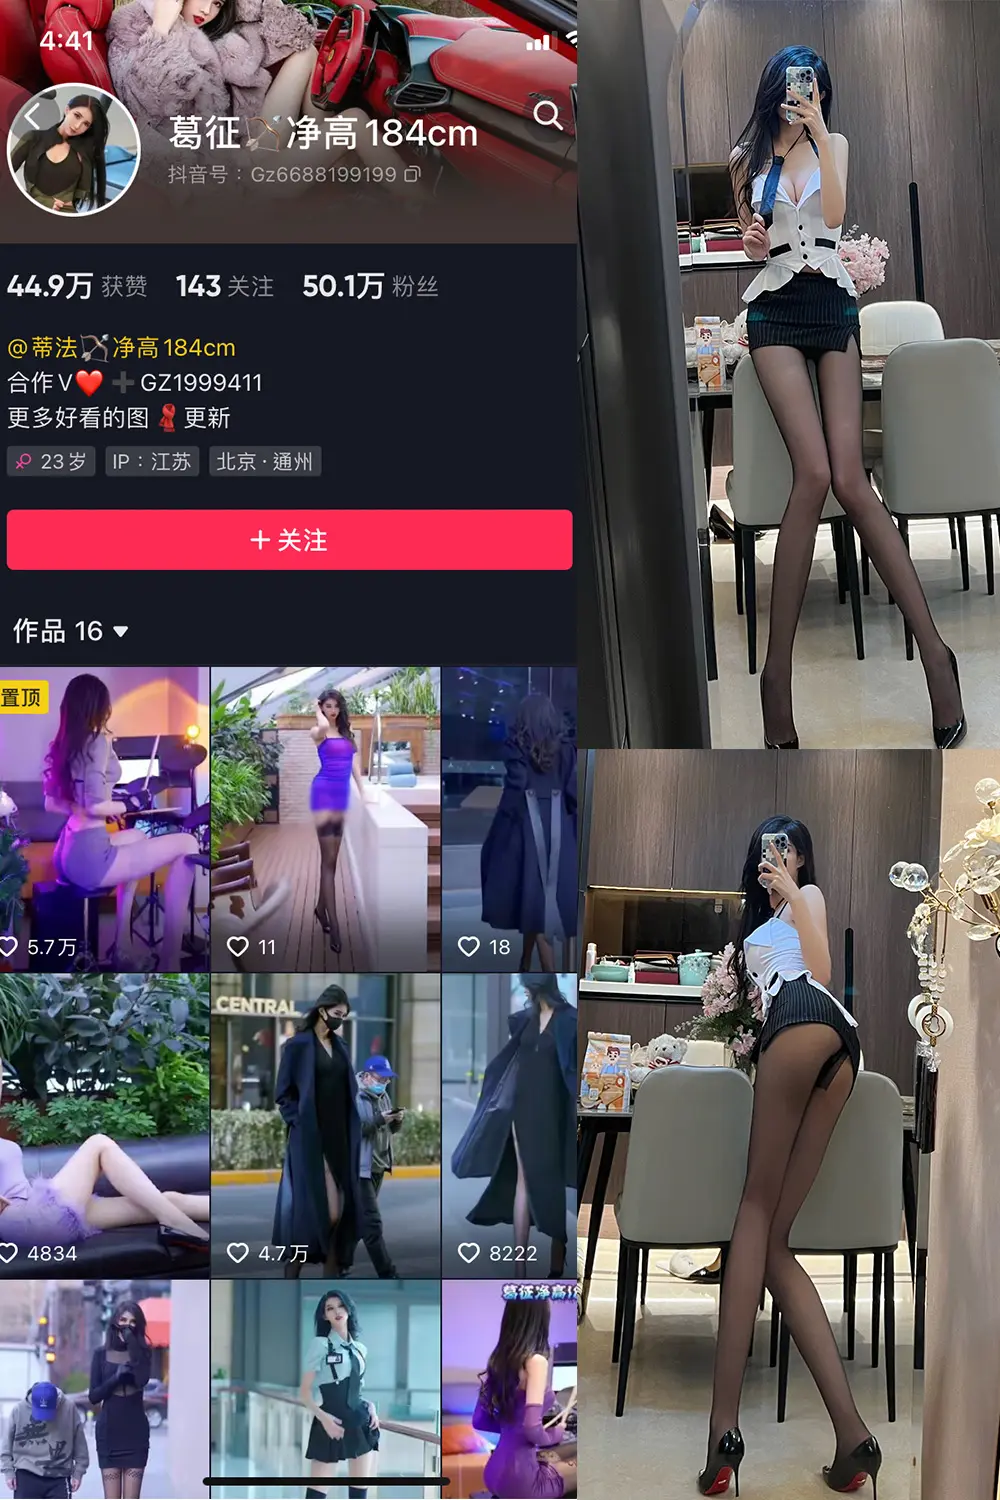 4:41
葛征🏹净高184cm
抖音号：Gz6688199199
44.9万 获赞 143 关注 50.1万 粉丝
@蒂法🏹净高184cm
合作V❤️➕GZ1999411
更多好看的图🧣更新
♀ 23岁 IP：江苏 北京·通州
+ 关注
作品 16
置顶
5.7万
11
18
CENTRAL
4834
4.7万
8222
葛征净高